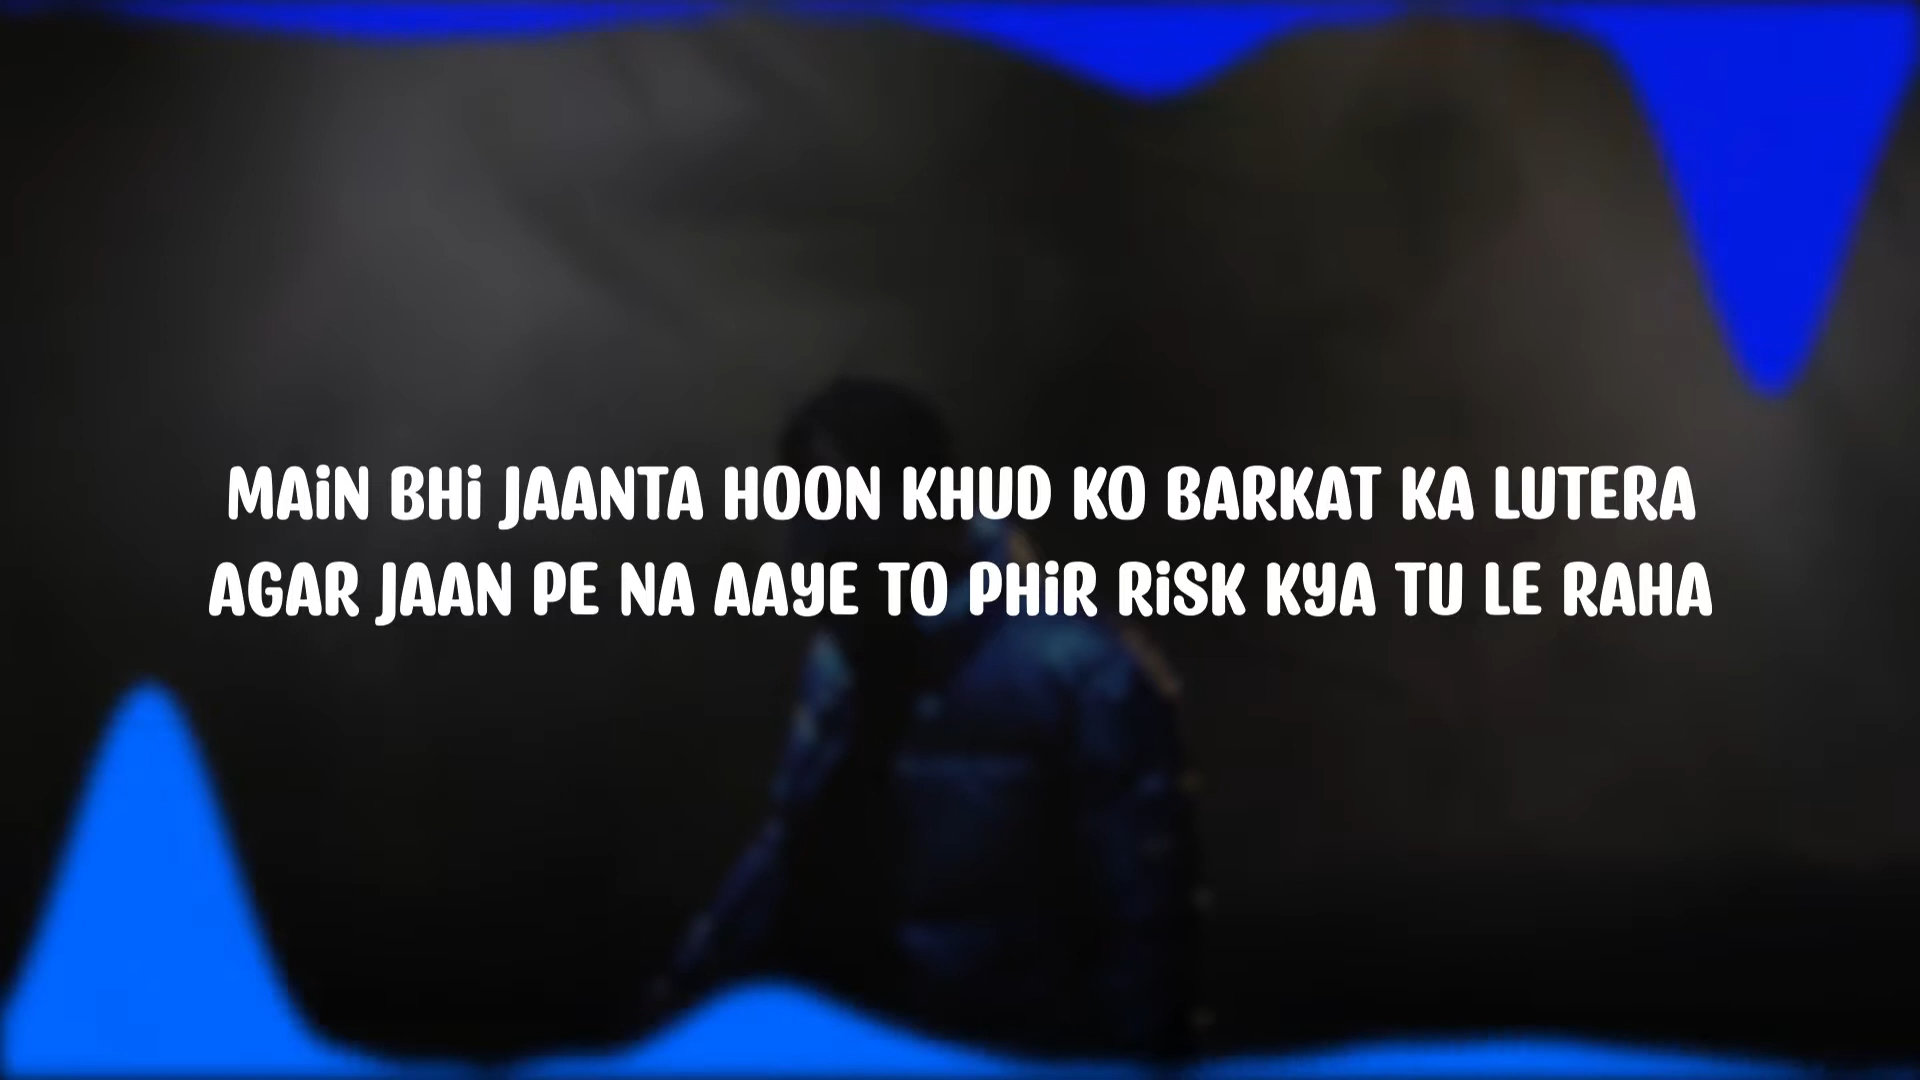 MAiN BHi JAANTA HOON KHUD KO BARKAT KA LUTERA
AGAR JAAN PE NA AAYE TO PHiR RiSK KYA TU LE RAHA